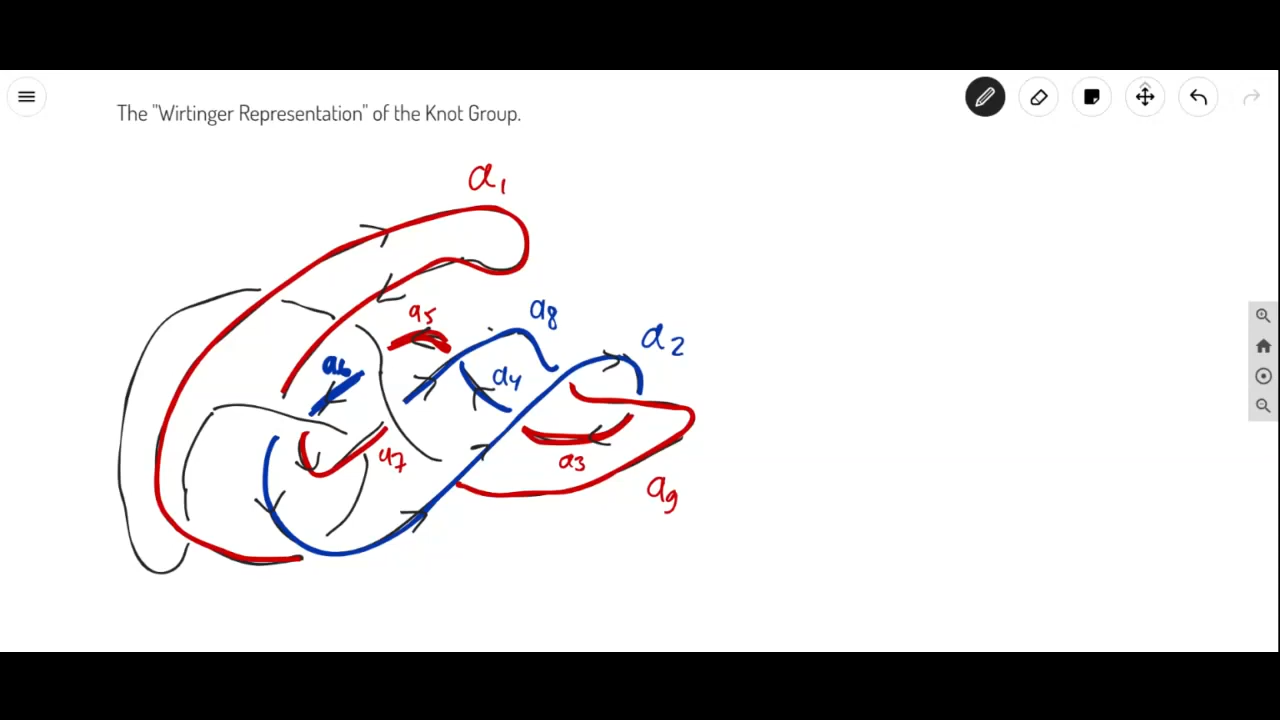 The "Wirtinger Representation" of the Knot Group.
a1
a5
a8
a2
a6
a4
a7
a3
a9